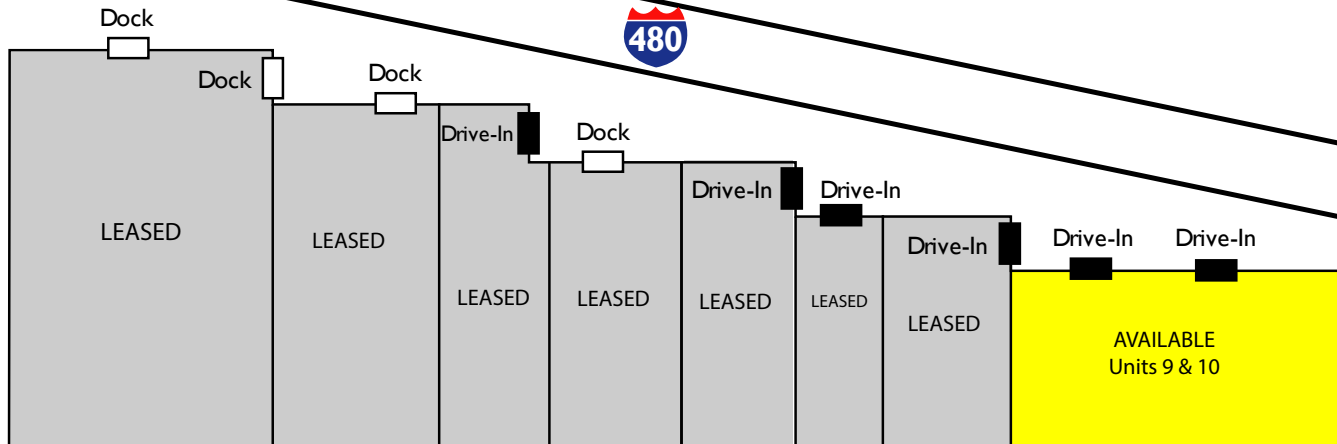 Dock
480
Dock
Dock
Drive-In
Dock
Drive-In
Drive-In
Drive-In
Drive-In
Drive-In
LEASED
LEASED
LEASED
LEASED
LEASED
LEASED
LEASED
AVAILABLE
Units 9 & 10